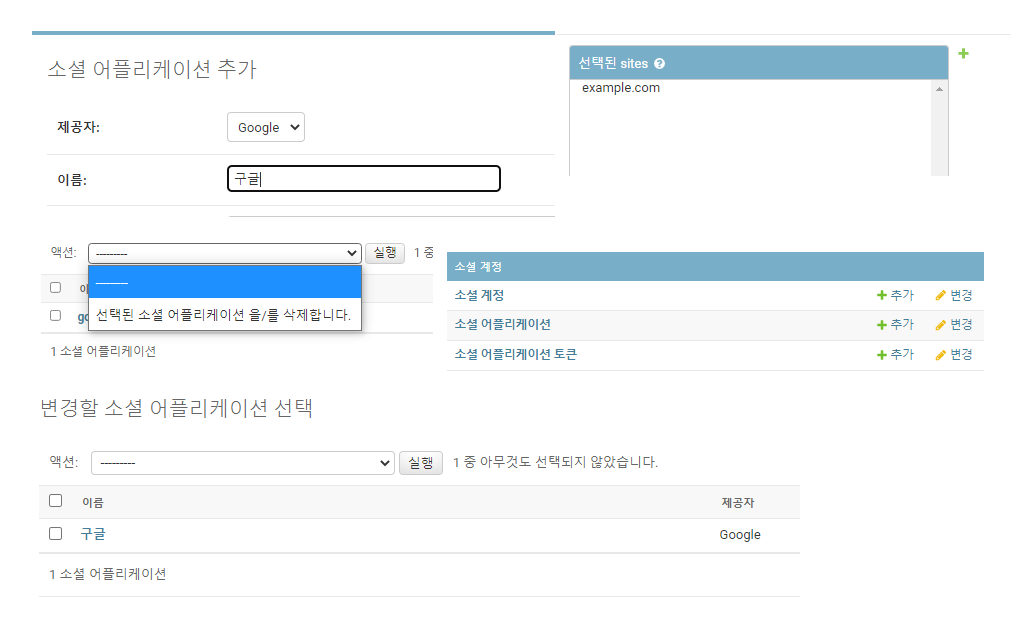 소셜 어플리케이션 추가
제공자:
Google
이름:
구글
선택된 sites
example.com
액션:
---------
실행
1 중
---------
선택된 소셜 어플리케이션 을/를 삭제합니다.
1 소셜 어플리케이션
소셜 계정
소셜 계정 추가 변경
소셜 어플리케이션 추가 변경
소셜 어플리케이션 토큰 추가 변경
변경할 소셜 어플리케이션 선택
액션: --------- 실행 1 중 아무것도 선택되지 않았습니다.
이름 제공자
구글 Google
1 소셜 어플리케이션